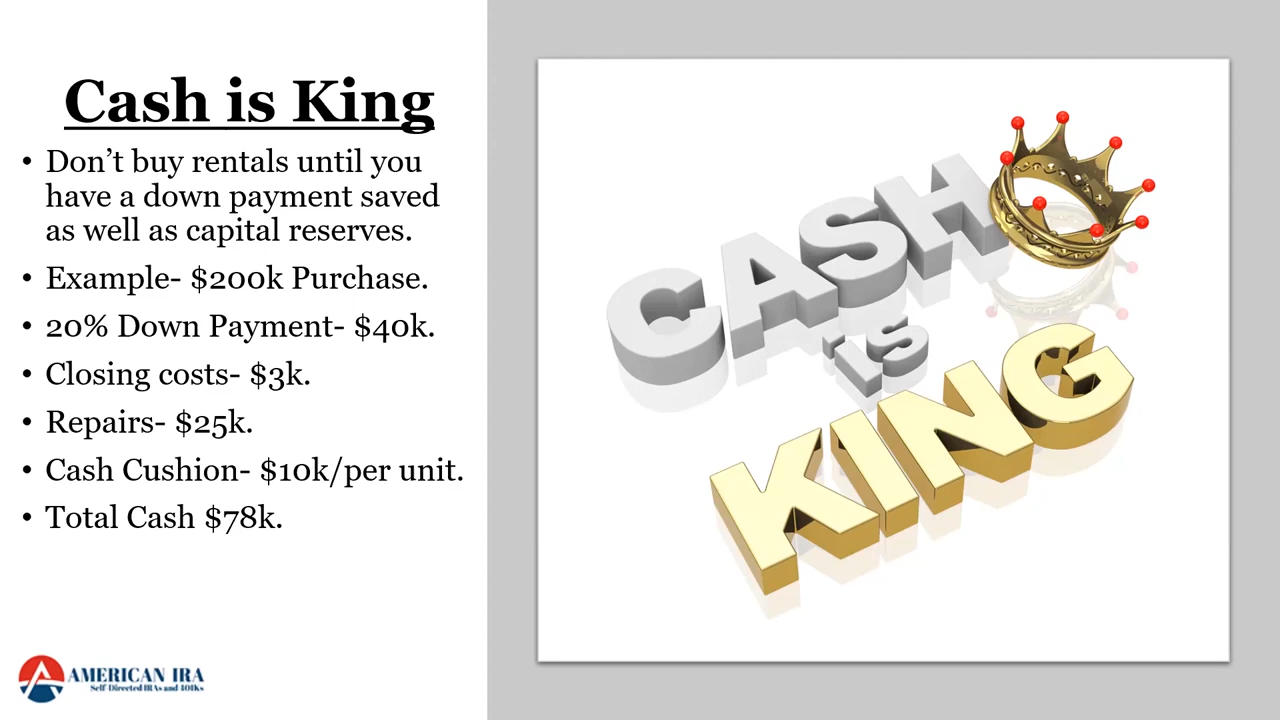 Cash is King
• Don’t buy rentals until you
have a down payment saved
as well as capital reserves.
• Example- $200k Purchase.
• 20% Down Payment- $40k.
• Closing costs- $3k.
• Repairs- $25k.
• Cash Cushion- $10k/per unit.
• Total Cash $78k.
CASH
is
KING
AMERICAN IRA
Self-Directed IRAs and 401Ks